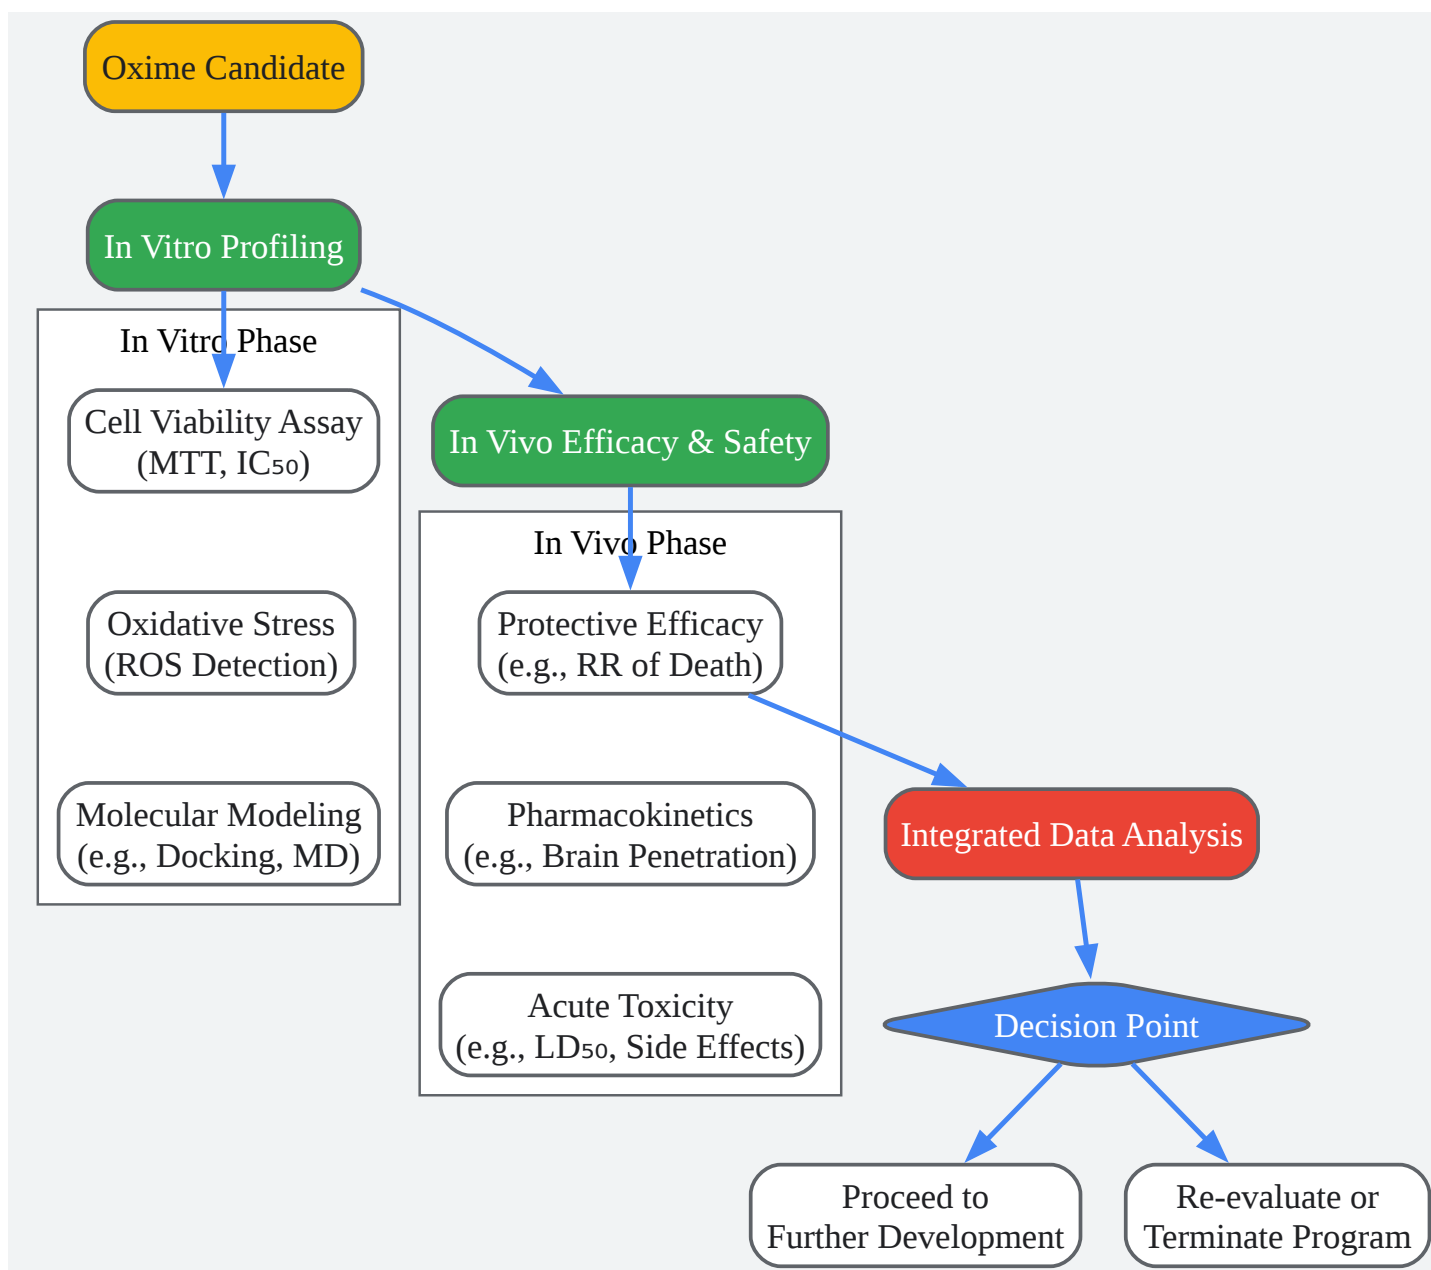 Oxime Candidate
In Vitro Profiling
In Vitro Phase
Cell Viability Assay
(MTT, IC₅₀)
Oxidative Stress
(ROS Detection)
Molecular Modeling
(e.g., Docking, MD)
In Vivo Efficacy & Safety
In Vivo Phase
Protective Efficacy
(e.g., RR of Death)
Pharmacokinetics
(e.g., Brain Penetration)
Acute Toxicity
(e.g., LD₅₀, Side Effects)
Integrated Data Analysis
Decision Point
Proceed to
Further Development
Re-evaluate or
Terminate Program